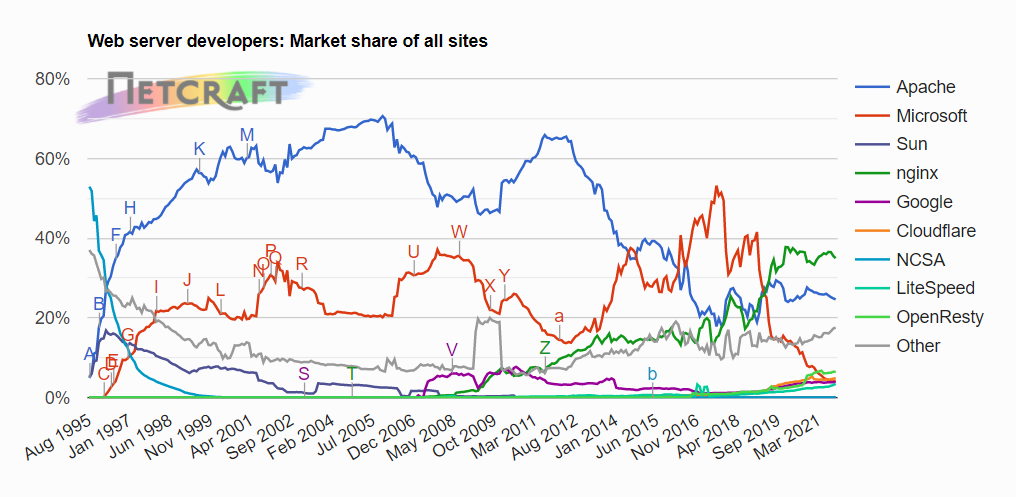 Web server developers: Market share of all sites
NETCRAFT
80%
60%
40%
20%
0%
A
B
C
D
E
F
G
H
I
J
K
L
M
N
O
P
Q
R
S
T
U
V
W
X
Y
Z
a
b
Aug 1995
Jan 1997
Jun 1998
Nov 1999
Apr 2001
Sep 2002
Feb 2004
Jul 2005
Dec 2006
May 2008
Oct 2009
Mar 2011
Aug 2012
Jan 2014
Jun 2015
Nov 2016
Apr 2018
Sep 2019
Mar 2021
Apache
Microsoft
Sun
nginx
Google
Cloudflare
NCSA
LiteSpeed
OpenResty
Other